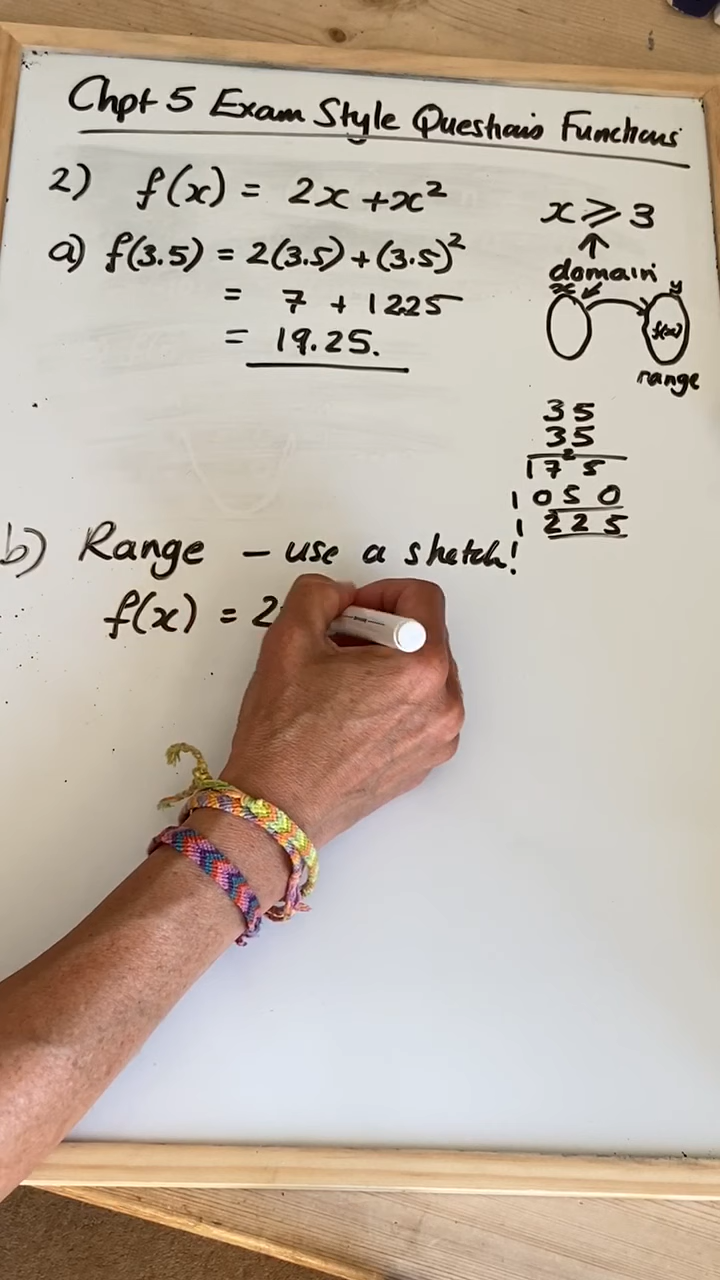 Chpt 5 Exam Style Questions Functions
2) f(x) = 2x + x²
x ⩾ 3
a) f(3.5) = 2(3.5) + (3.5)²
= 7 + 12.25
= 19.25.
↑
domain
x y
f(x)
range
35
35
17²5
1050
1225
b) Range – use a sketch!
f(x) = 2